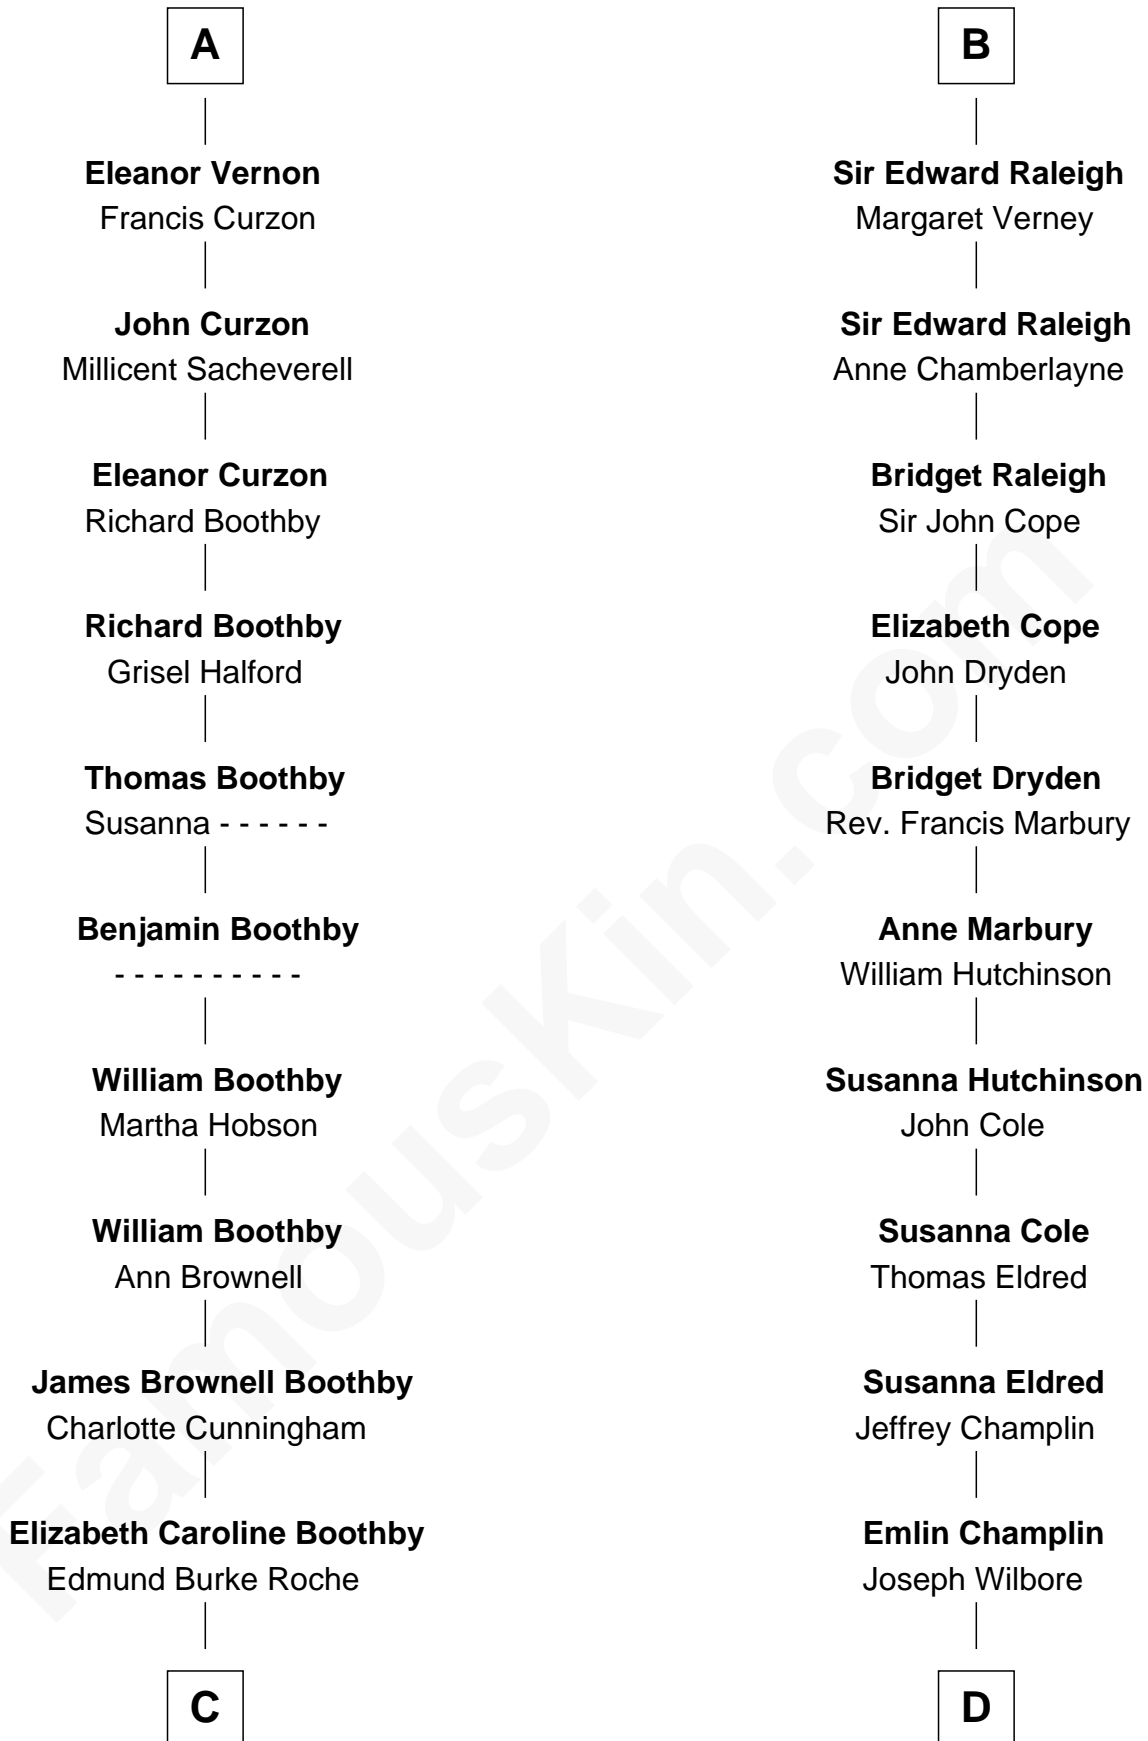 A
Eleanor Vernon
Francis Curzon
John Curzon
Millicent Sacheverell
Eleanor Curzon
Richard Boothby
Richard Boothby
Grisel Halford
Thomas Boothby
Susanna - - - - - -
Benjamin Boothby
- - - - - - - - - -
William Boothby
Martha Hobson
William Boothby
Ann Brownell
James Brownell Boothby
Charlotte Cunningham
Elizabeth Caroline Boothby
Edmund Burke Roche
C
B
Sir Edward Raleigh
Margaret Verney
Sir Edward Raleigh
Anne Chamberlayne
Bridget Raleigh
Sir John Cope
Elizabeth Cope
John Dryden
Bridget Dryden
Rev. Francis Marbury
Anne Marbury
William Hutchinson
Susanna Hutchinson
John Cole
Susanna Cole
Thomas Eldred
Susanna Eldred
Jeffrey Champlin
Emlin Champlin
Joseph Wilbore
D
FamousKin.com